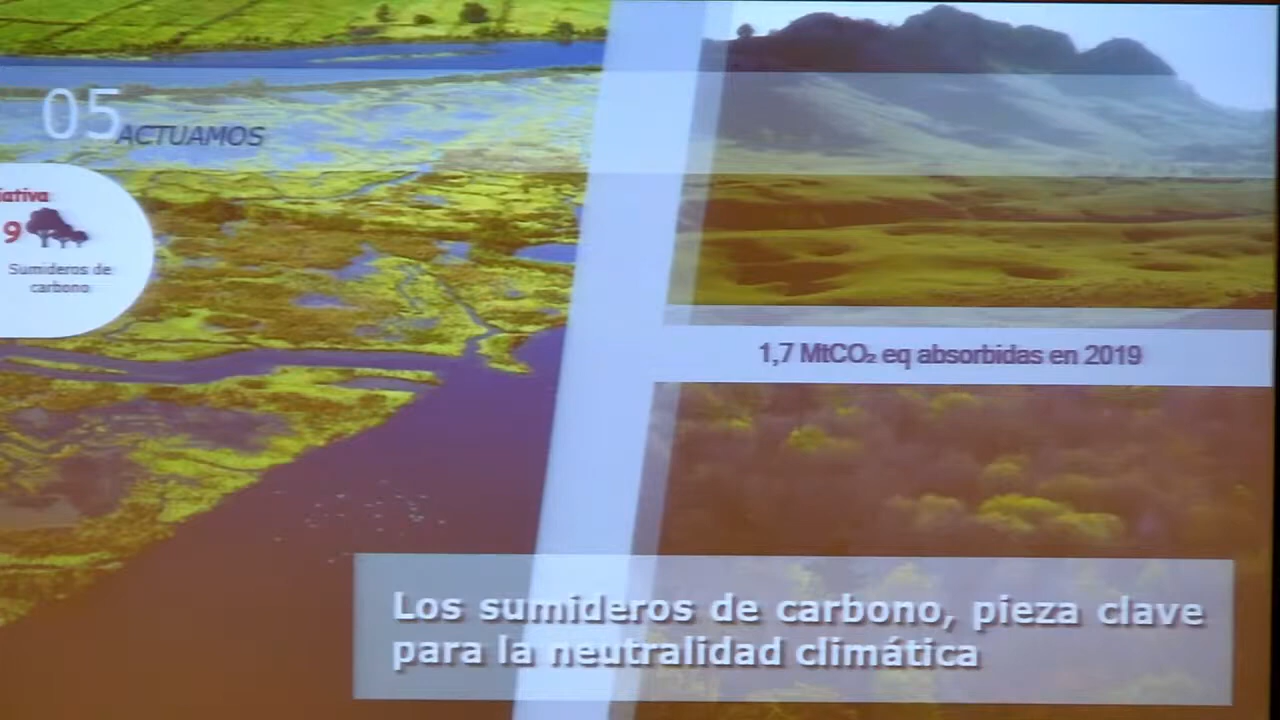 05 ACTUAMOS
iativa
9
Sumideros de
carbono
1,7 MtCO₂ eq absorbidas en 2019
Los sumideros de carbono, pieza clave
para la neutralidad climática